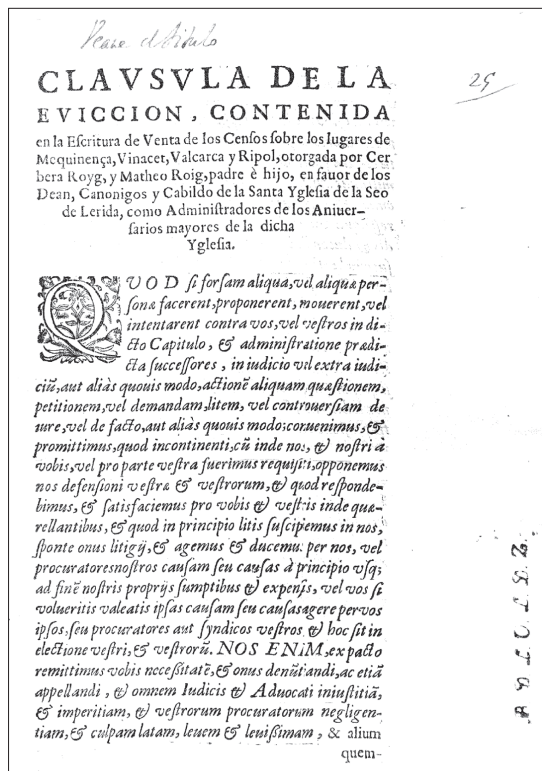 CLAVSVLA DE LA
EVICCION, CONTENIDA
en la Eſcritura de Venta de los Cenſos ſobre los lugares de
Mequinença, Vinacet, Valcarca y Ripol, otorgada por Cer
bera Royg, y Matheo Roig, padre è hijo, en fauor de los
Dean, Canonigos y Cabildo de la Santa Ygleſia de la Seo
de Lerida, como Adminiſtradores de los Aniuer-
ſarios mayores de la dicha
Ygleſia.
25
QVOD ſi forſam aliqua, vel aliquæ per-
ſonæ facerent, proponerent, mouerent, vel
intentarent contra vos, vel veſtros in di-
cto Capitulo, & adminiſtratione prædi-
cta ſucceſſores, in iudicio vel extra iudi-
ciũ, aut aliàs quouis modo, actionẽ aliquam quæſtionem,
petitionem, vel demandam, litem, vel controuerſiam de
iure, vel de facto, aut aliàs quouis modo: conuenimus, &
promittimus, quod incontinenti, cũ inde nos, & noſtri à
vobis, vel pro parte veſtra fuerimus requiſiti, opponemus
nos defenſioni veſtræ & veſtrorum, & quod reſponde-
bimus, & ſatisfaciemus pro vobis & veſtris inde quæ-
rellantibus, & quod in principio litis ſuſcipiemus in nos,
ſponte onus litigij, & agemus & ducemus per nos, vel
procuratores noſtros cauſam ſeu cauſas à principio vſq;
ad finẽ noſtris proprijs ſumptibus & expenſis, vel vos ſi
volueritis valeatis ipſas cauſam ſeu cauſas agere per vos
ipſos, ſeu procuratores aut ſyndicos veſtros & hoc ſit in
electione veſtri, & veſtrorũ. NOS ENIM, ex pacto
remittimus vobis neceſsitatẽ, & onus denũtiandi, ac etiã
appellandi, & omnem Iudicis & Aduocati iniuſtitiã,
& imperitiam, & veſtrorum procuratorum negligen-
tiam, & culpam latam, leuem & leuiſsimam, & alium
quem-